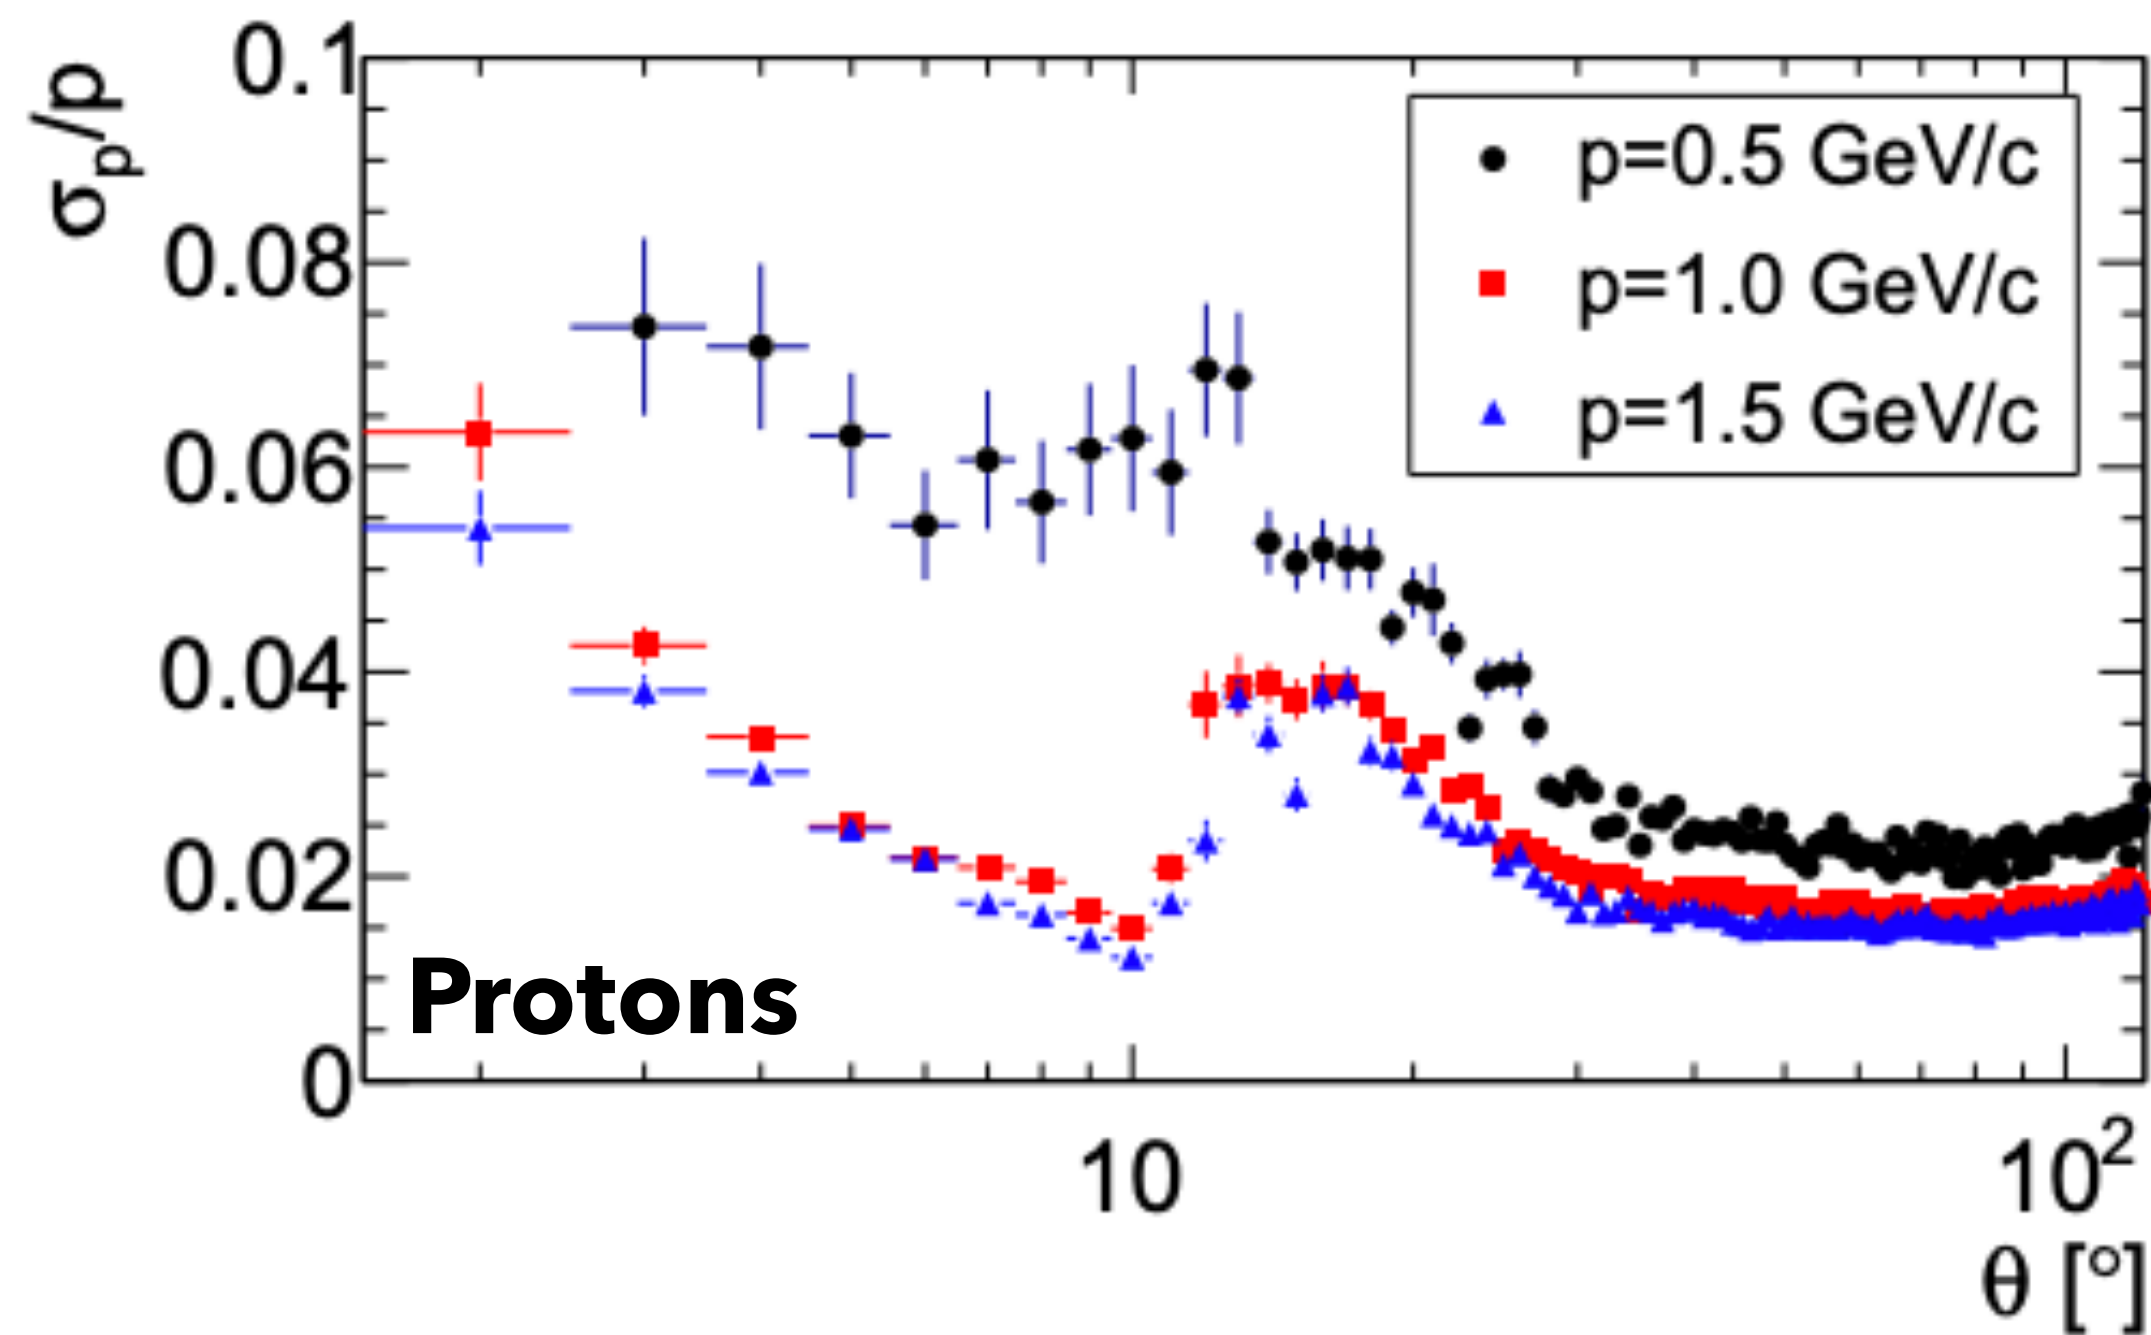 σp/p
0.1
0.08
0.06
0.04
0.02
0
p=0.5 GeV/c
p=1.0 GeV/c
p=1.5 GeV/c
Protons
10
10²
θ [°]